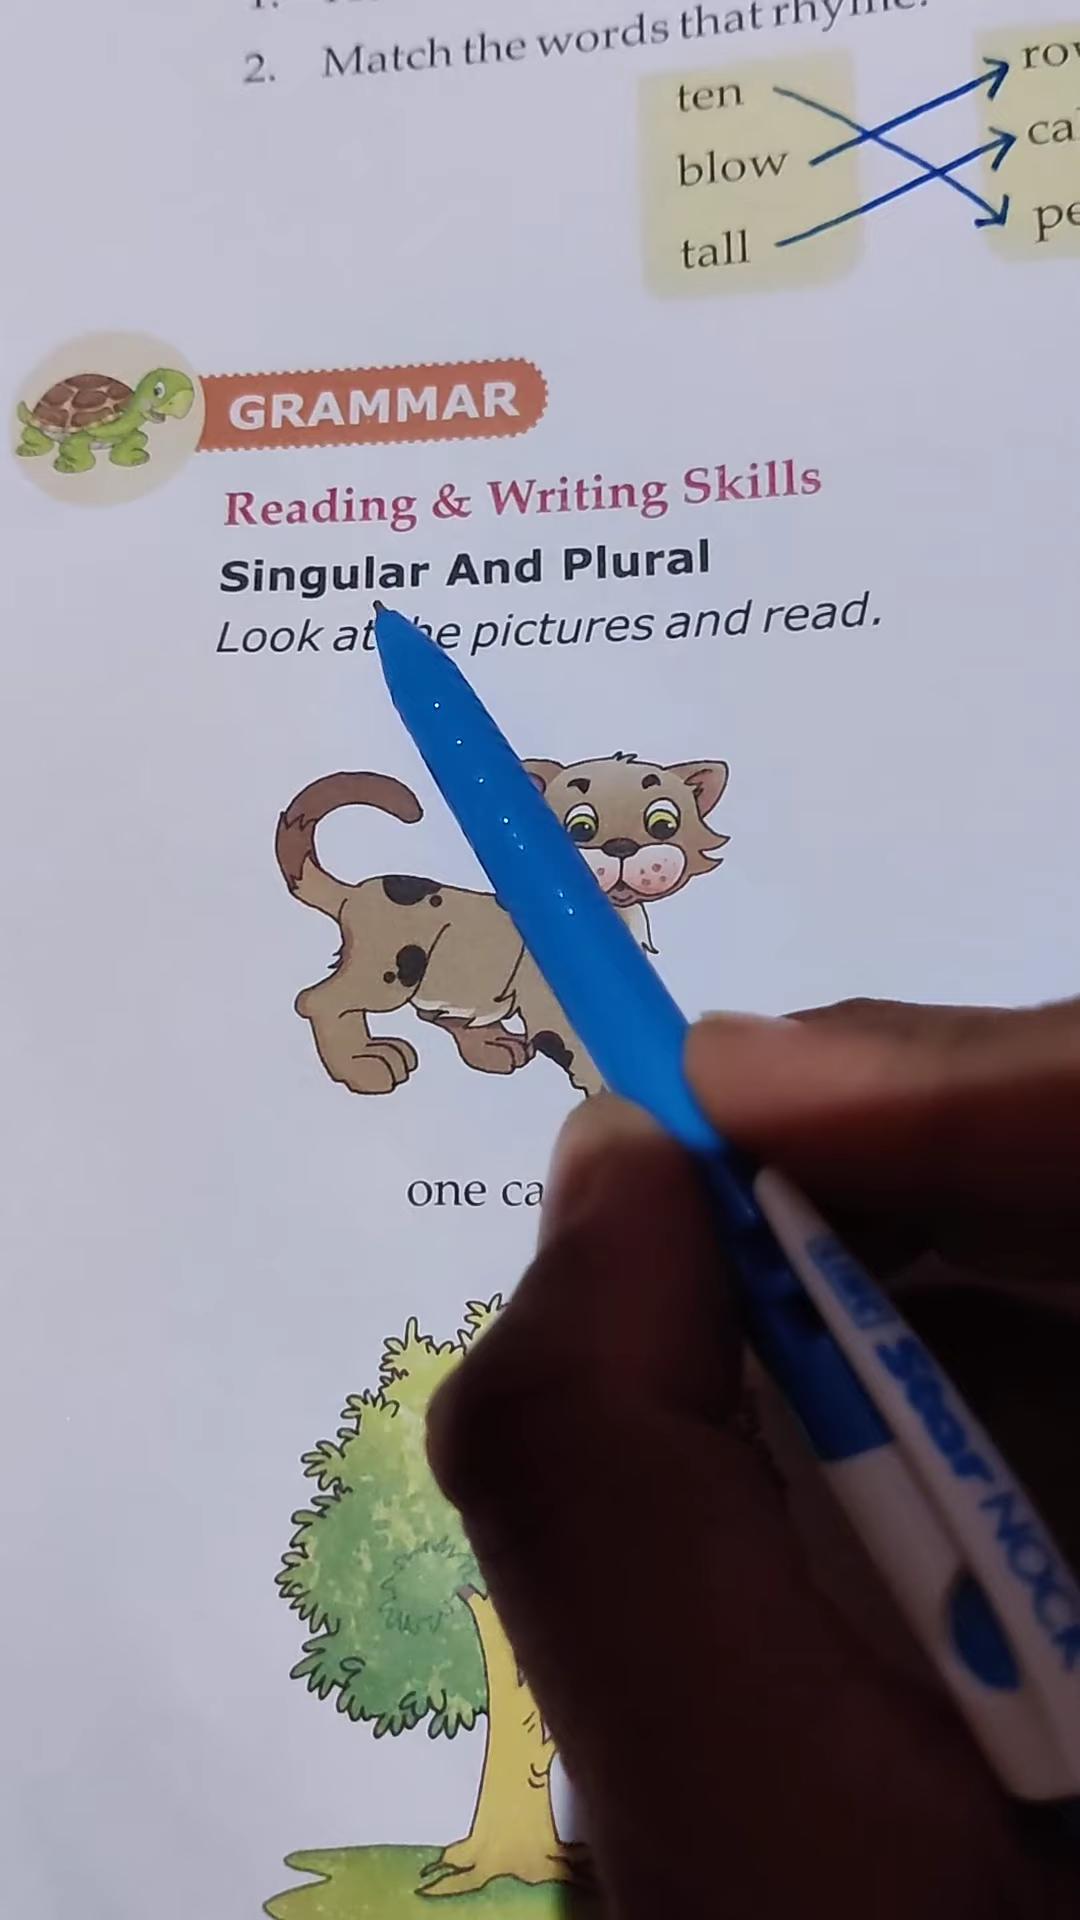 2. Match the words that rhyme.
ten
blow
tall
GRAMMAR
Reading & Writing Skills
Singular And Plural
Look at pictures and read.
one